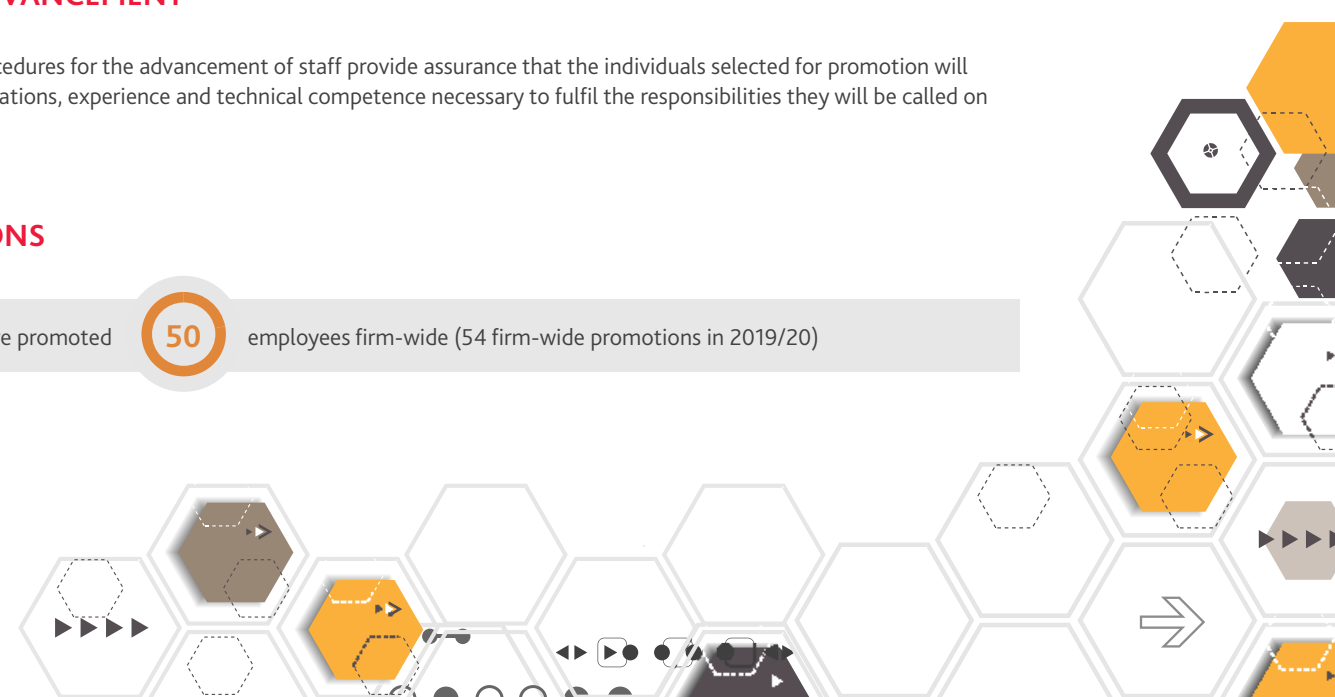 cedures for the advancement of staff provide assurance that the individuals selected for promotion will
ations, experience and technical competence necessary to fulfil the responsibilities they will be called on
ONS
e promoted 50 employees firm-wide (54 firm-wide promotions in 2019/20)